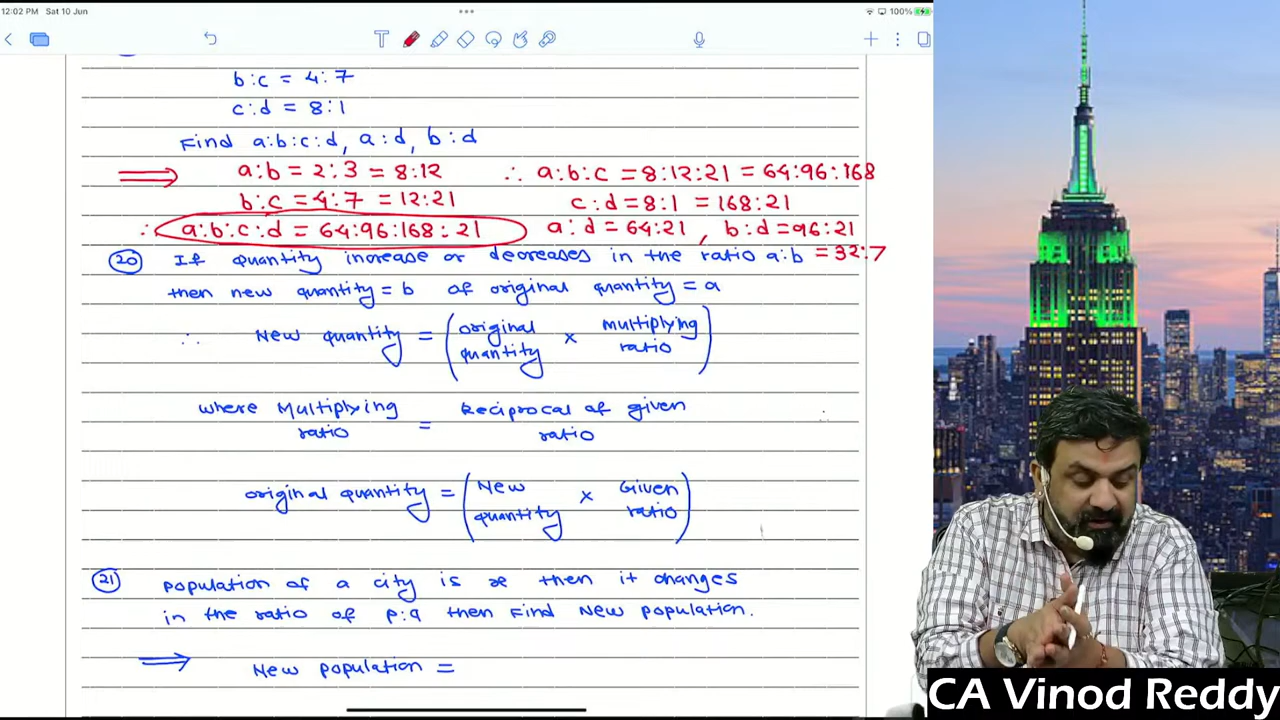 12:02 PM Sat 10 Jun
100%
b:c = 4:7
c:d = 8:1
Find a:b:c:d, a:d, b:d
⟹ a:b = 2:3 = 8:12 ∴ a:b:c = 8:12:21 = 64:96:168
b:c = 4:7 = 12:21 c:d = 8:1 = 168:21
∴ a:b:c:d = 64:96:168:21 a:d = 64:21, b:d = 96:21
= 32:7
20 If quantity increase or decreases in the ratio a:b
then new quantity = b of original quantity = a
∴ New quantity = (original quantity × multiplying ratio)
where Multiplying ratio = Reciprocal of given ratio
original quantity = (New quantity × Given ratio)
21 population of a city is x then it changes
in the ratio of p:q then Find New population.
⟹ New population =
CA Vinod Reddy